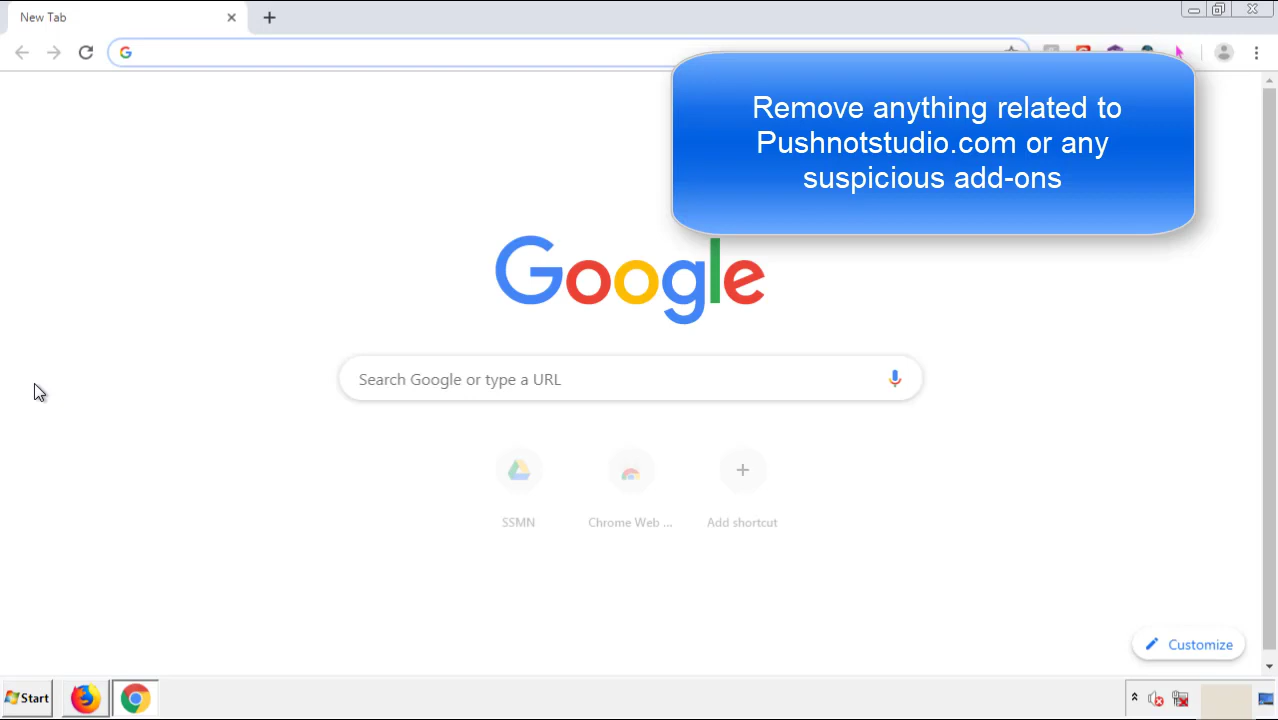 New Tab
Remove anything related to
Pushnotstudio.com or any
suspicious add-ons
Google
Search Google or type a URL
SSMN
Chrome Web ...
Add shortcut
Customize
Start